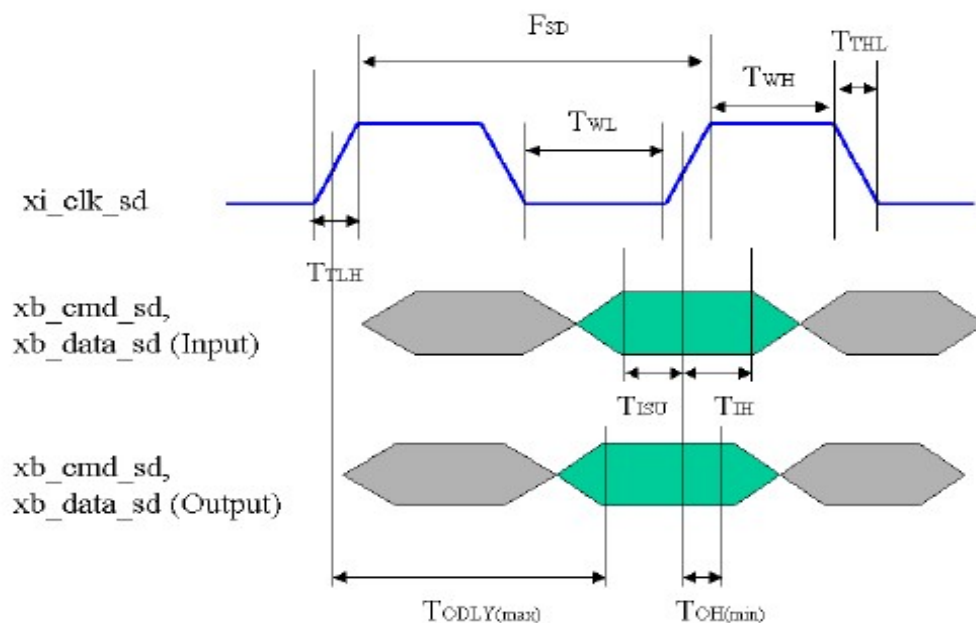 FSD
TTHL
TWH
TWL
xi_clk_sd
TTLH
xb_cmd_sd,
xb_data_sd (Input)
TISU
TIH
xb_cmd_sd,
xb_data_sd (Output)
TODLY(max)
TOH(min)